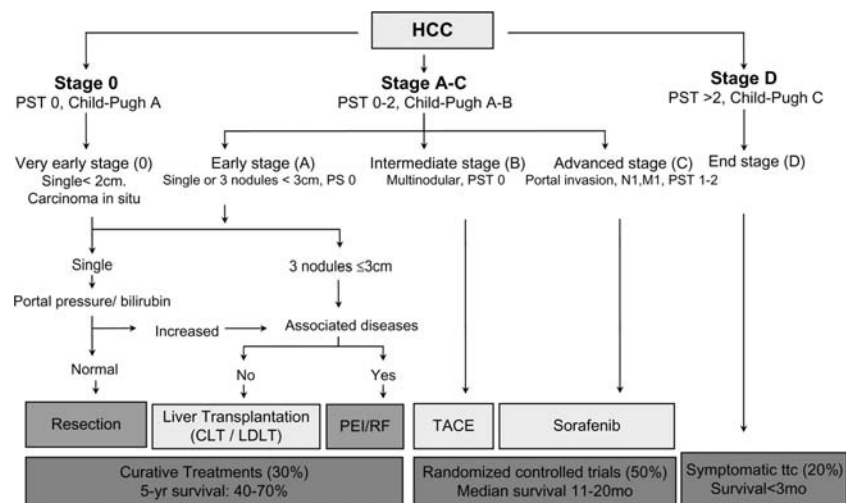 HCC
Stage 0
PST 0, Child-Pugh A
Stage A-C
PST 0-2, Child-Pugh A-B
Stage D
PST >2, Child-Pugh C
Very early stage (0)
Single< 2cm.
Carcinoma in situ
Early stage (A)
Single or 3 nodules < 3cm, PS 0
Intermediate stage (B)
Multinodular, PST 0
Advanced stage (C)
Portal invasion, N1,M1, PST 1-2
End stage (D)
Single
3 nodules ≤3cm
Portal pressure/ bilirubin
Increased
Associated diseases
Normal
No
Yes
Resection
Liver Transplantation
(CLT / LDLT)
PEI/RF
TACE
Sorafenib
Curative Treatments (30%)
5-yr survival: 40-70%
Randomized controlled trials (50%)
Median survival 11-20mo
Symptomatic ttc (20%)
Survival<3mo